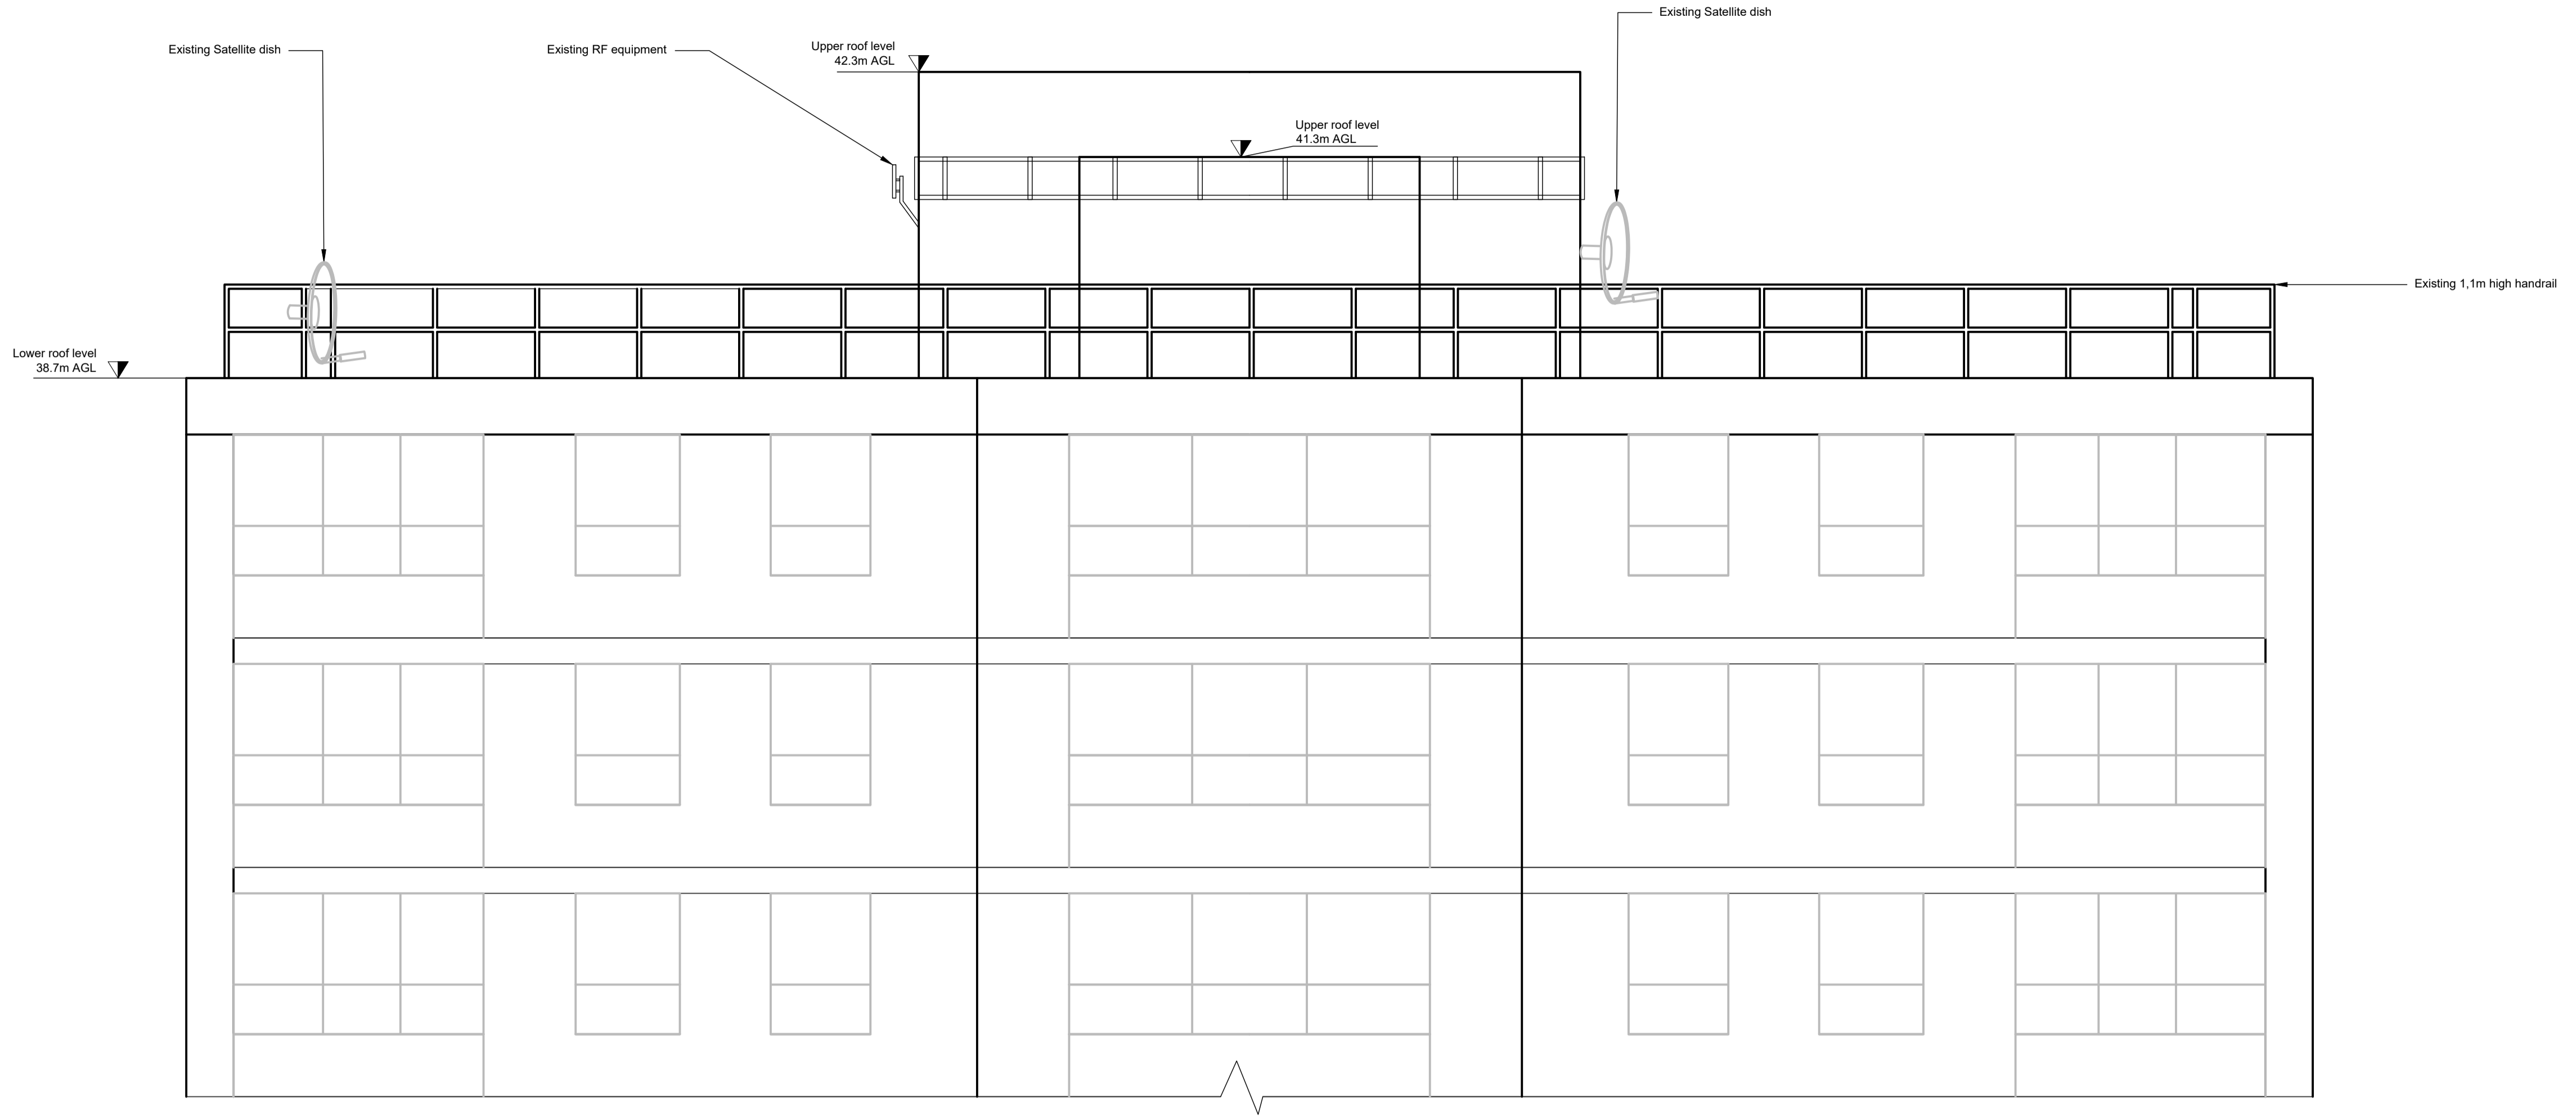 Existing Satellite dish
Existing Satellite dish
Existing RF equipment
Upper roof level
42.3m AGL
Upper roof level
41.3m AGL
Existing 1,1m high handrail
Lower roof level
38.7m AGL